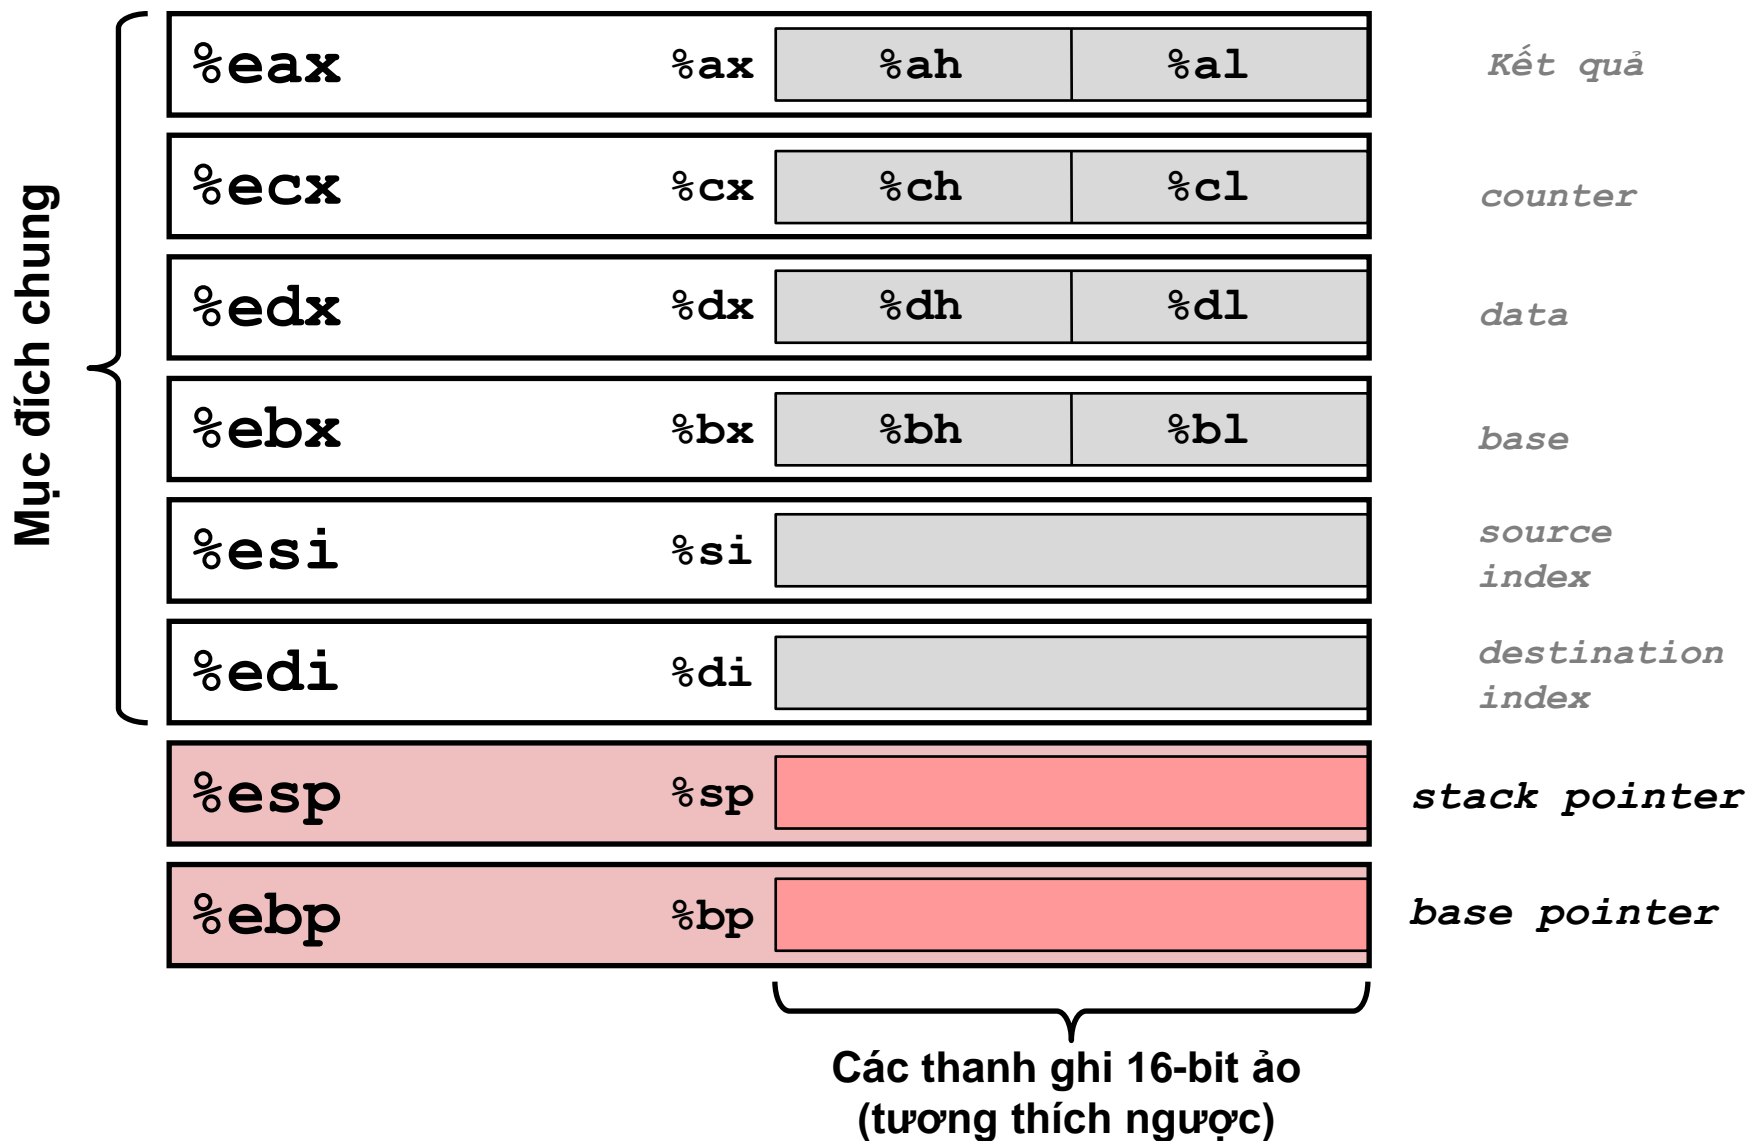 Mục đích chung
%eax %ax %ah %al Kết quả
%ecx %cx %ch %cl counter
%edx %dx %dh %dl data
%ebx %bx %bh %bl base
%esi %si source
index
%edi %di destination
index
%esp %sp stack pointer
%ebp %bp base pointer
Các thanh ghi 16-bit ảo
(tương thích ngược)